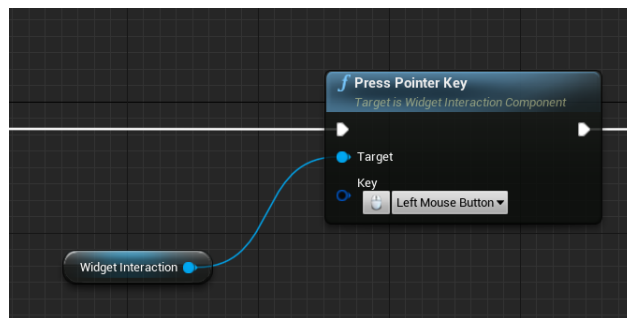 f Press Pointer Key
Target is Widget Interaction Component
Target
Key
Left Mouse Button
Widget Interaction